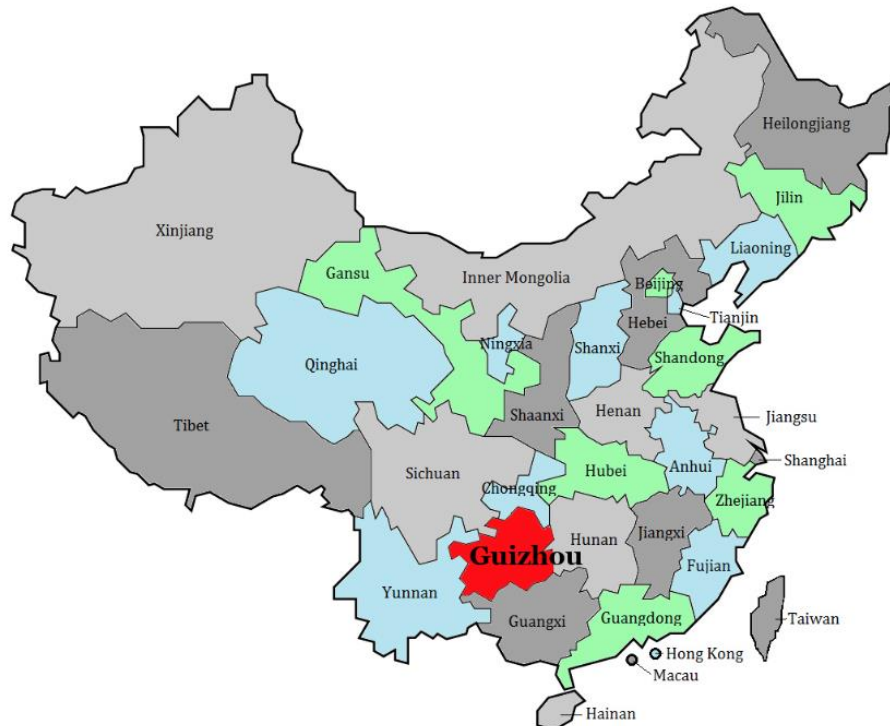 Heilongjiang
Jilin
Xinjiang
Liaoning
Gansu
Inner Mongolia
Beijing
Tianjin
Hebei
Ningxia
Shanxi
Qinghai
Shandong
Henan
Shaanxi
Jiangsu
Tibet
Shanghai
Sichuan
Hubei
Anhui
Chongqing
Zhejiang
Jiangxi
Hunan
Guizhou
Fujian
Yunnan
Guangxi
Guangdong
Taiwan
Hong Kong
Macau
Hainan